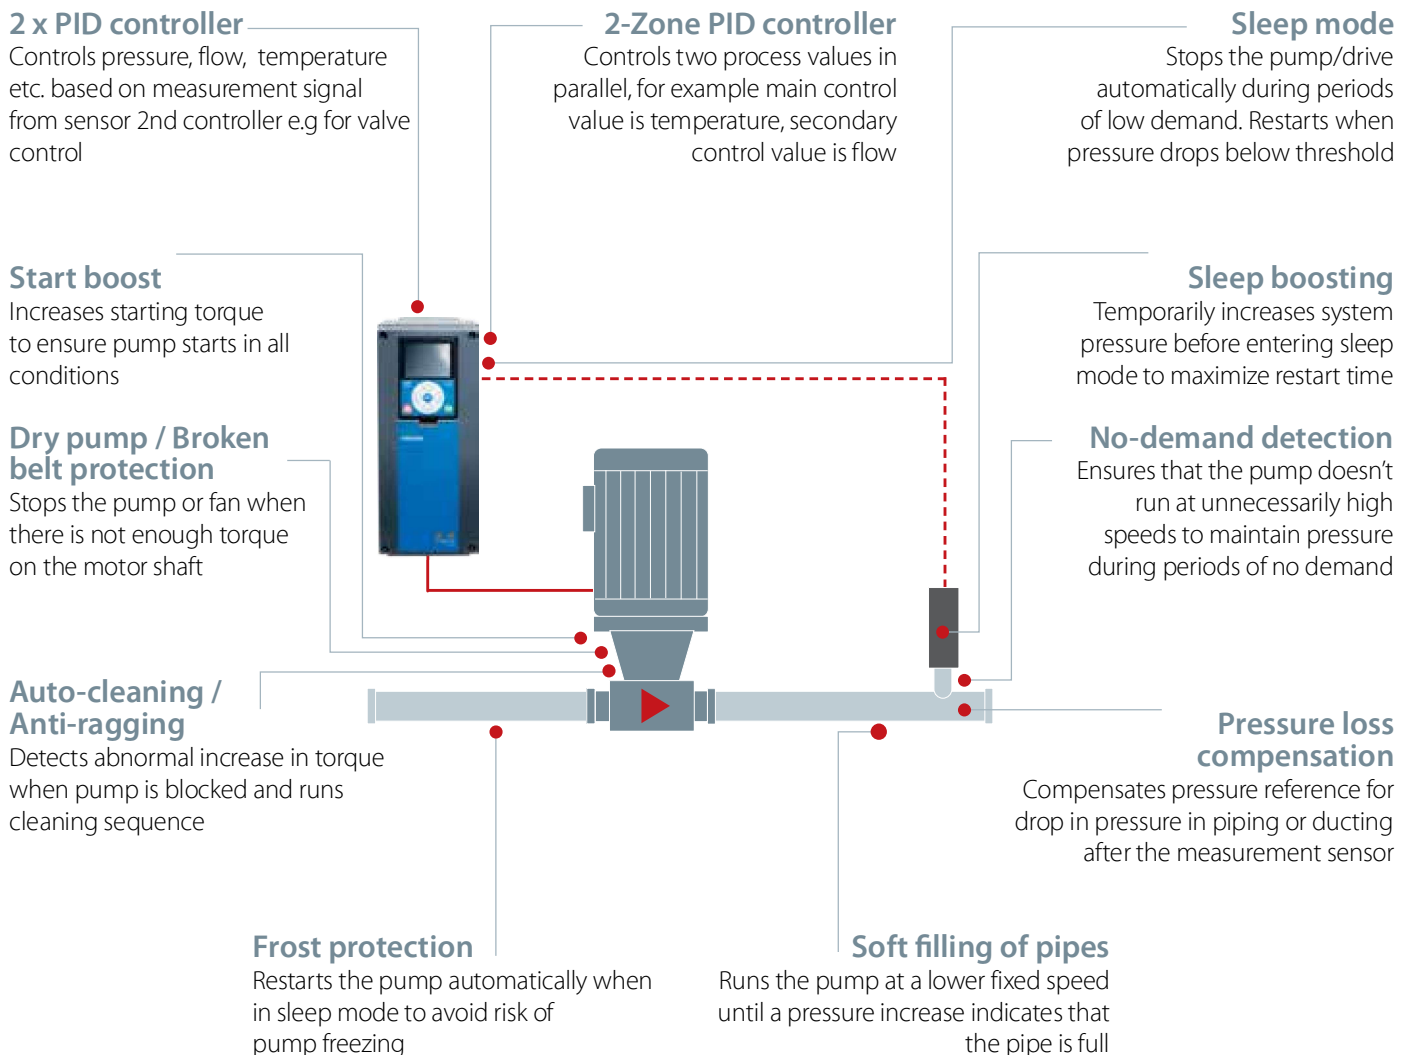 2 x PID controller
Controls pressure, flow, temperature
etc. based on measurement signal
from sensor 2nd controller e.g for valve
control
2-Zone PID controller
Controls two process values in
parallel, for example main control
value is temperature, secondary
control value is flow
Sleep mode
Stops the pump/drive
automatically during periods
of low demand. Restarts when
pressure drops below threshold
Start boost
Increases starting torque
to ensure pump starts in all
conditions
Sleep boosting
Temporarily increases system
pressure before entering sleep
mode to maximize restart time
Dry pump / Broken
belt protection
Stops the pump or fan when
there is not enough torque
on the motor shaft
No-demand detection
Ensures that the pump doesn't
run at unnecessarily high
speeds to maintain pressure
during periods of no demand
Auto-cleaning /
Anti-ragging
Detects abnormal increase in torque
when pump is blocked and runs
cleaning sequence
Pressure loss
compensation
Compensates pressure reference for
drop in pressure in piping or ducting
after the measurement sensor
Frost protection
Restarts the pump automatically when
in sleep mode to avoid risk of
pump freezing
Soft filling of pipes
Runs the pump at a lower fixed speed
until a pressure increase indicates that
the pipe is full